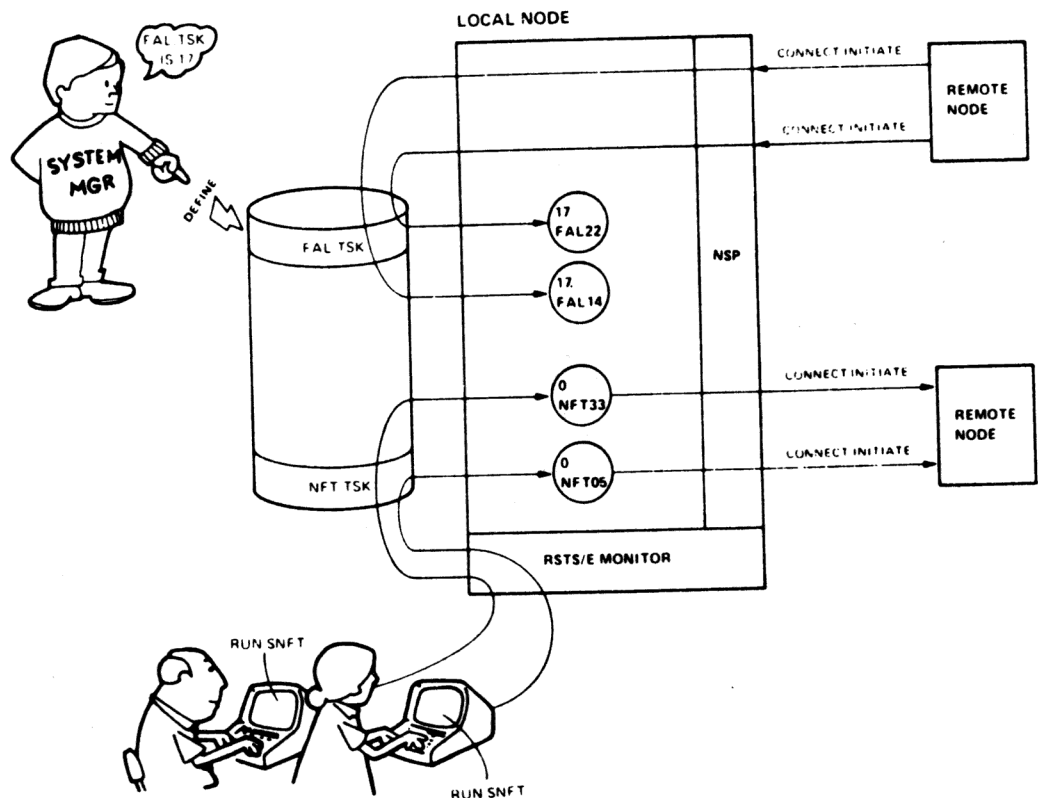 LOCAL NODE
FAL TSK
IS 17
SYSTEM
MGR
DEFINE
CONNECT INITIATE
CONNECT INITIATE
REMOTE
NODE
FAL TSK
17
FAL22
17
FAL14
NSP
0
NFT33
0
NFT05
CONNECT INITIATE
CONNECT INITIATE
REMOTE
NODE
NFT TSK
RSTS/E MONITOR
RUN SNFT
RUN SNFT